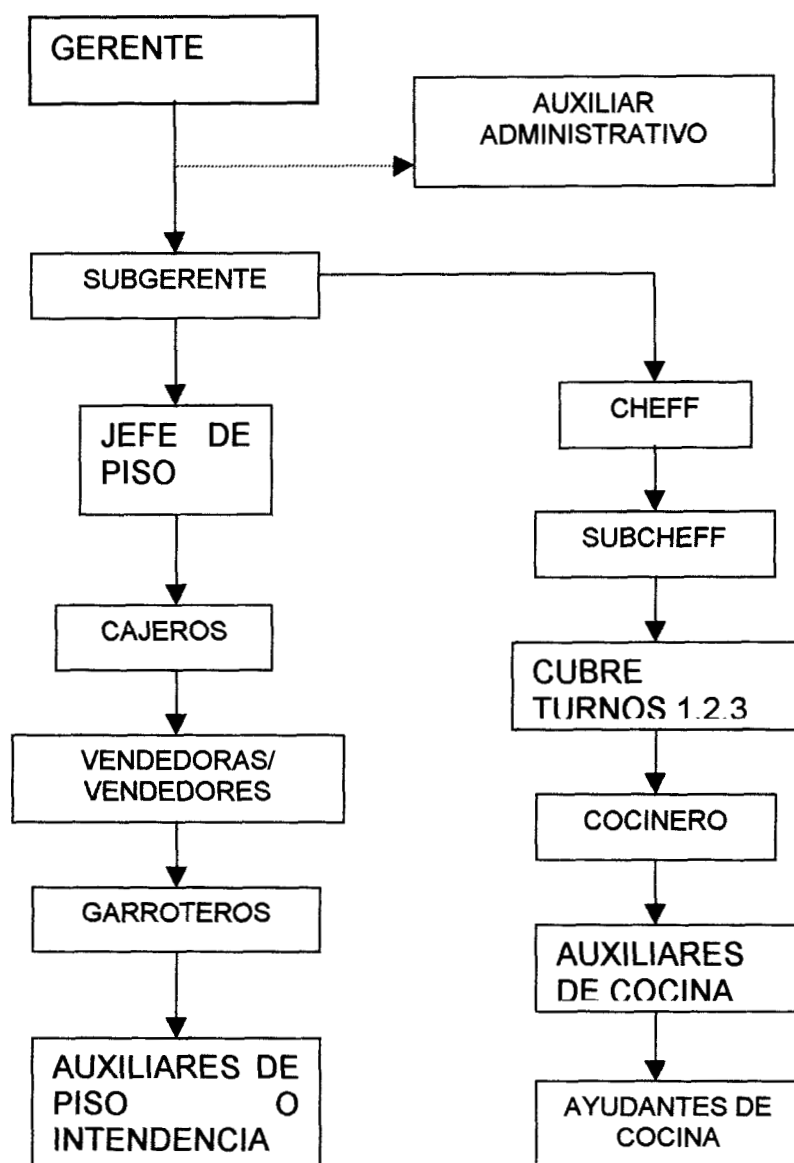 GERENTE
AUXILIAR
ADMINISTRATIVO
SUBGERENTE
JEFE DE
PISO
CAJEROS
VENDEDORAS/
VENDEDORES
GARROTEROS
AUXILIARES DE
PISO O
INTENDENCIA
CHEFF
SUBCHEFF
CUBRE
TURNOS 1.2.3
COCINERO
AUXILIARES
DE COCINA
AYUDANTES DE
COCINA